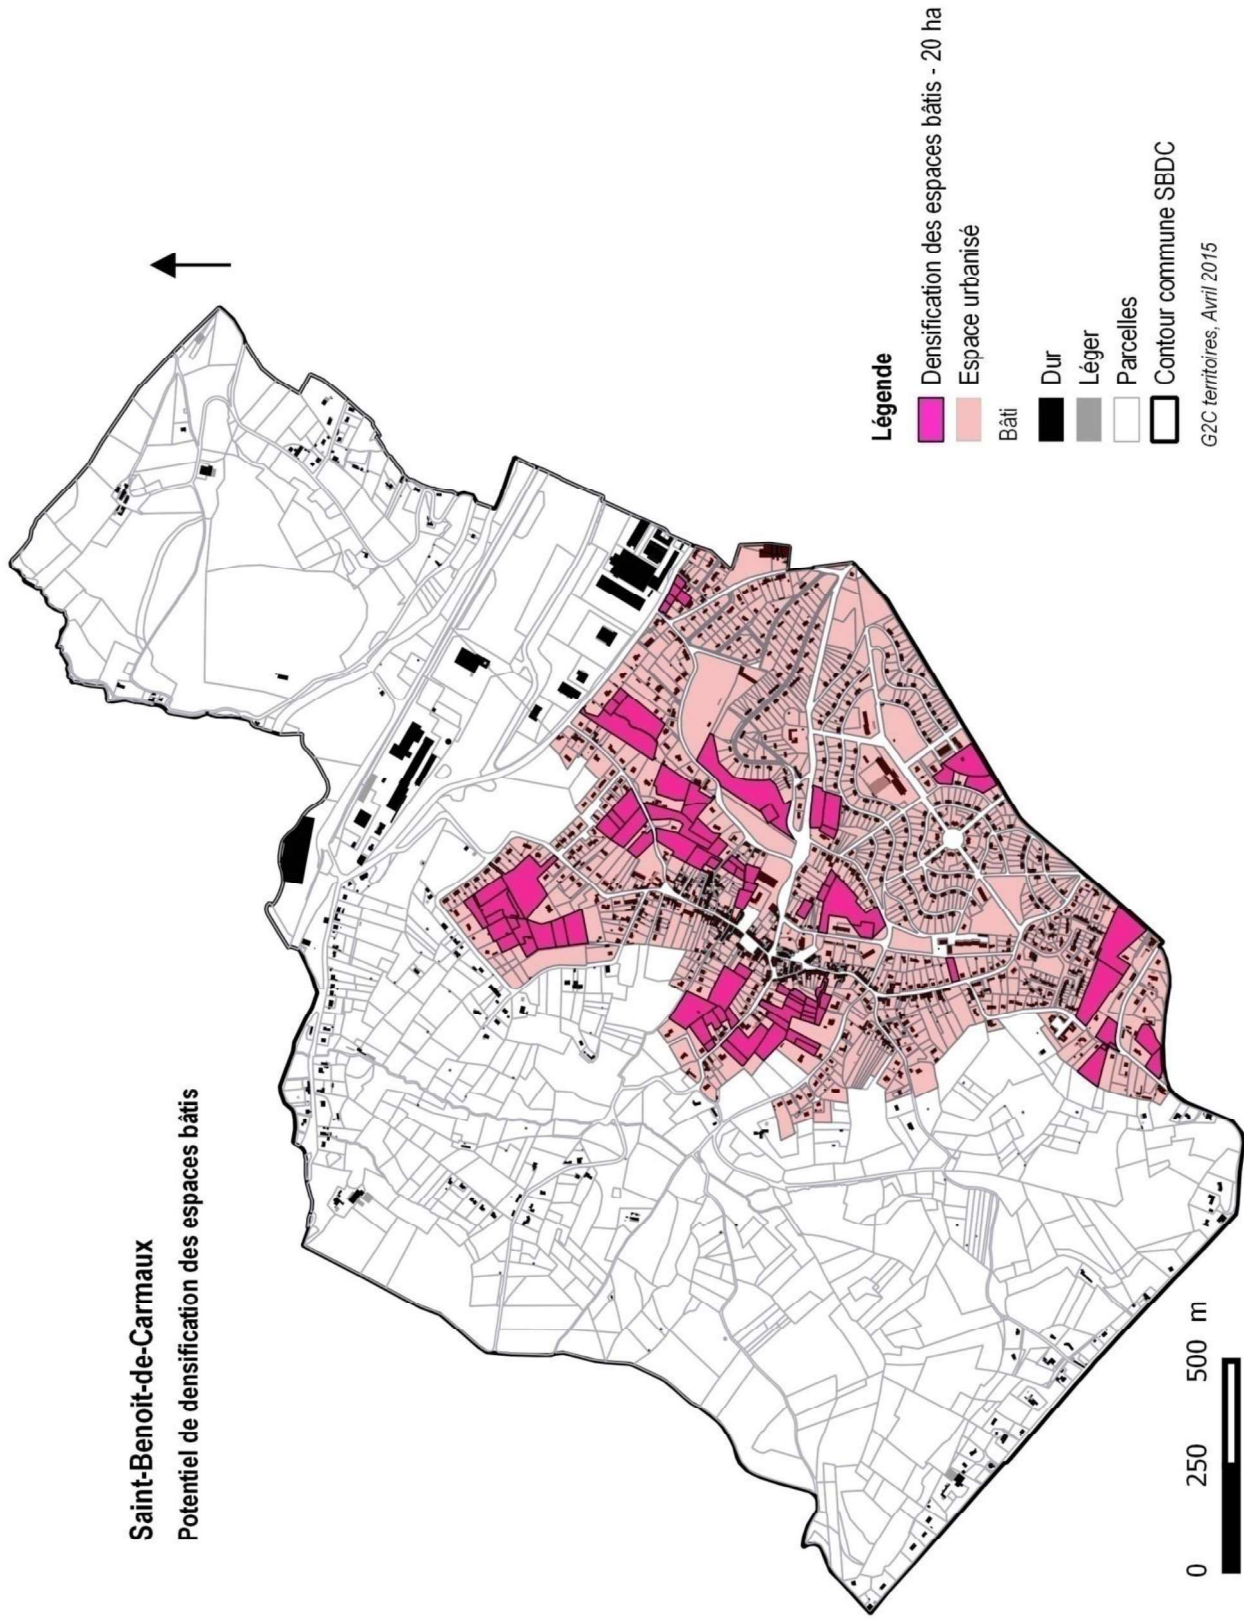 Saint-Benoit-de-Carmaux
Potentiel de densification des espaces bâtis
Légende
Densification des espaces bâtis - 20 ha
Espace urbanisé
Bâti
Dur
Léger
Parcelles
Contour commune SBDC
G2C territoires, Avril 2015
0 250 500 m